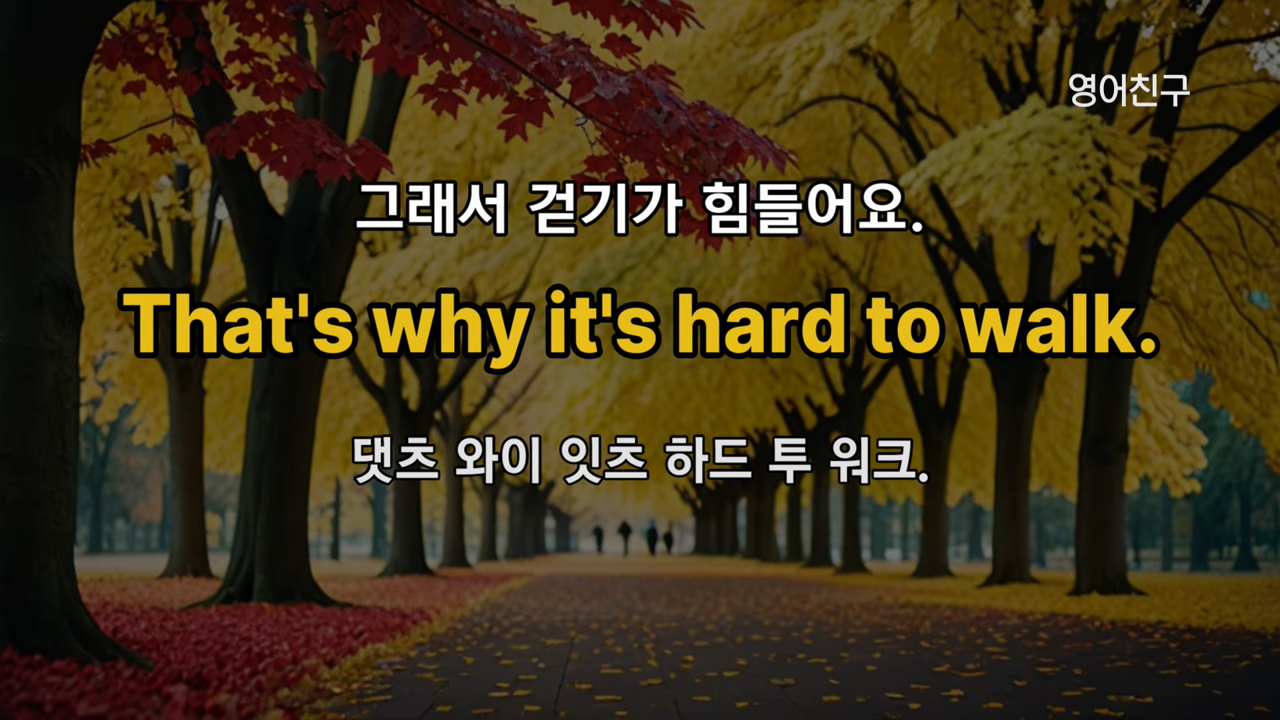 영어친구
그래서 걷기가 힘들어요.
That's why it's hard to walk.
댓츠 와이 잇츠 하드 투 워크.